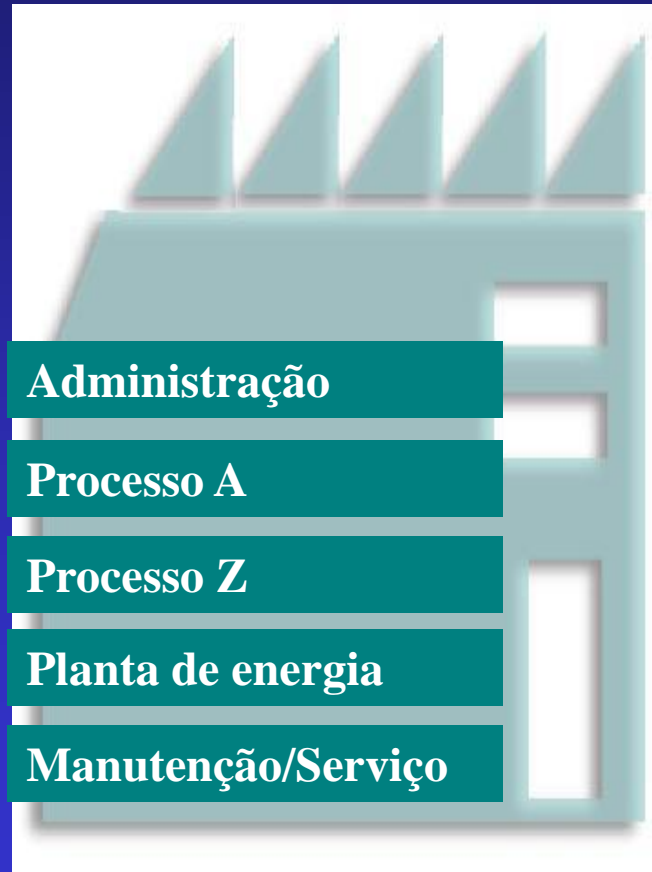 Administração
Processo A
Processo Z
Planta de energia
Manutenção/Serviço